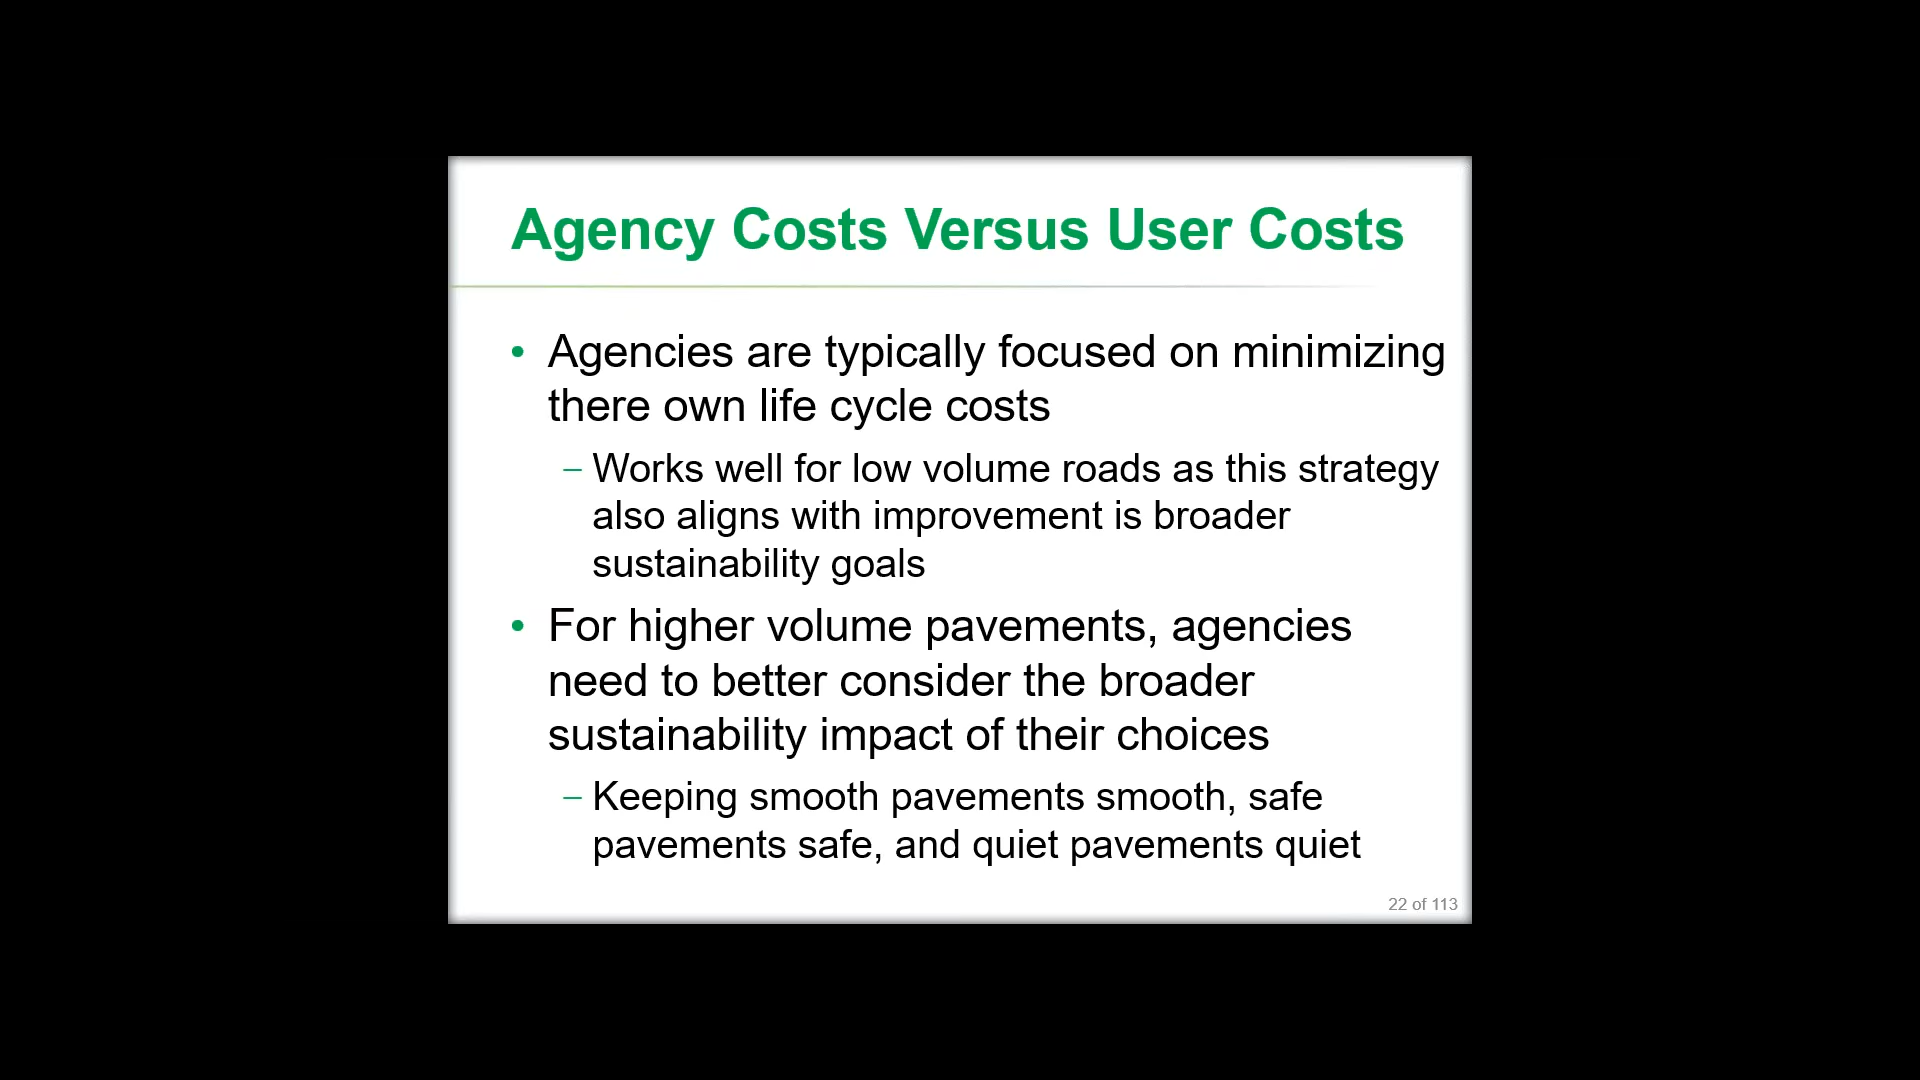 Agency Costs Versus User Costs
• Agencies are typically focused on minimizing
there own life cycle costs
– Works well for low volume roads as this strategy
also aligns with improvement is broader
sustainability goals
• For higher volume pavements, agencies
need to better consider the broader
sustainability impact of their choices
– Keeping smooth pavements smooth, safe
pavements safe, and quiet pavements quiet
22 of 113